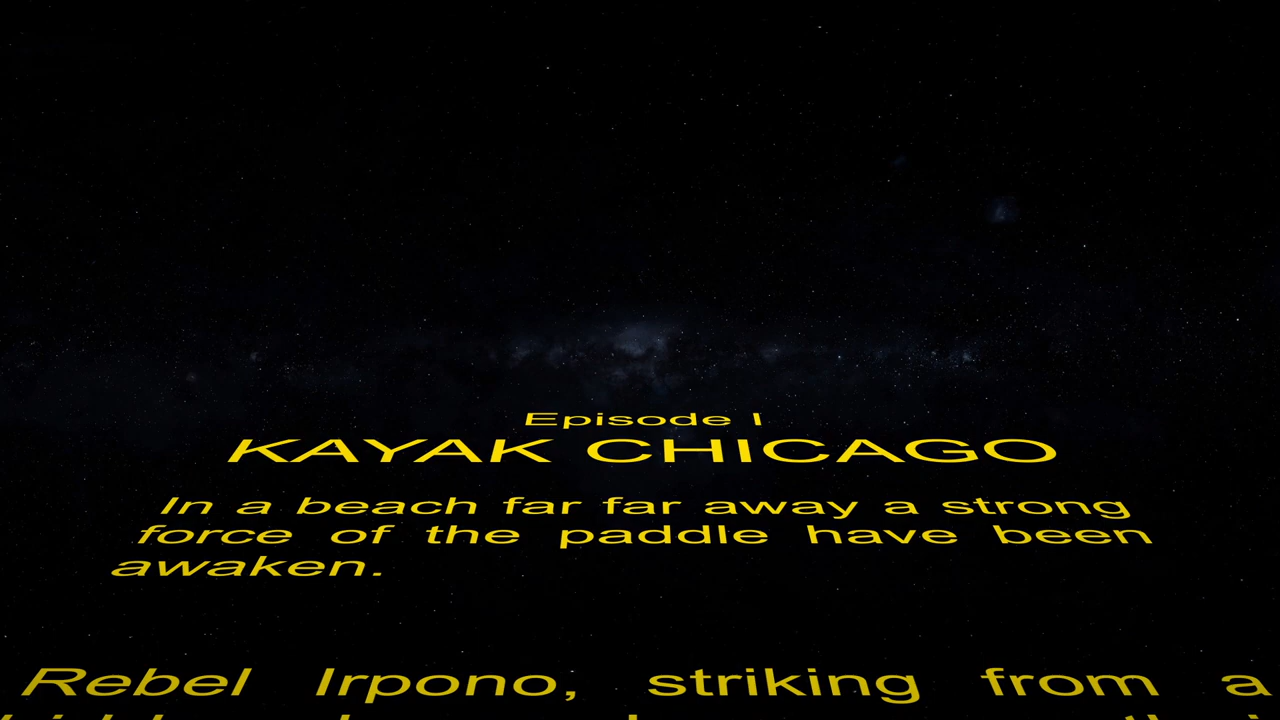 Episode I
KAYAK CHICAGO
In a beach far far away a strong
force of the paddle have been
awaken.
Rebel Irpono, striking from a